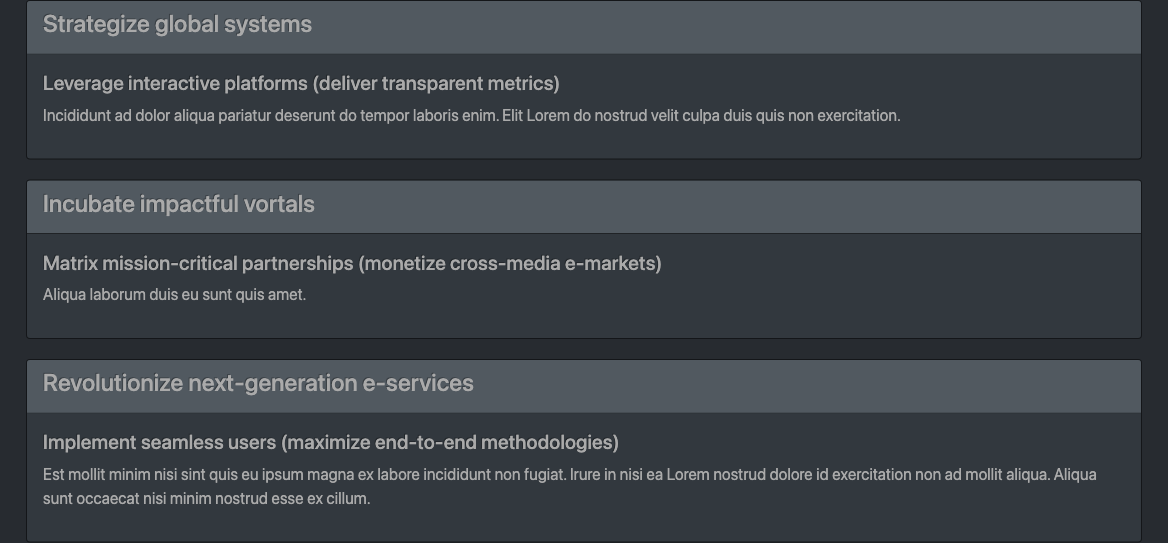 Strategize global systems
Leverage interactive platforms (deliver transparent metrics)
Incididunt ad dolor aliqua pariatur deserunt do tempor laboris enim. Elit Lorem do nostrud velit culpa duis quis non exercitation.
Incubate impactful vortals
Matrix mission-critical partnerships (monetize cross-media e-markets)
Aliqua laborum duis eu sunt quis amet.
Revolutionize next-generation e-services
Implement seamless users (maximize end-to-end methodologies)
Est mollit minim nisi sint quis eu ipsum magna ex labore incididunt non fugiat. Irure in nisi ea Lorem nostrud dolore id exercitation non ad mollit aliqua. Aliqua
sunt occaecat nisi minim nostrud esse ex cillum.